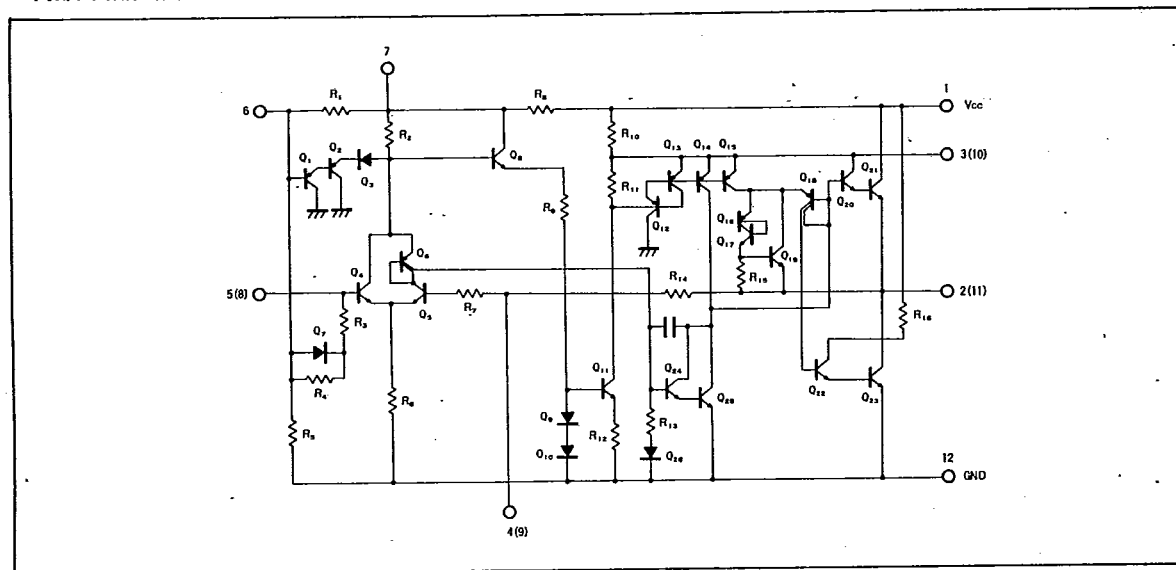 7
6
R1
R8
1
Vcc
R2
R10
Q13
Q14
Q15
3(10)
Q1
Q2
Q3
Q8
Q21
R11
Q18
Q20
R9
Q16
Q12
Q17
Q6
Q19
Q4
R14
R15
5(8)
2(11)
Q5
R7
R3
R16
Q7
Q11
Q24
R4
Q22
Q23
R6
Q9
R13
R5
R12
Q10
12
GND
4(9)